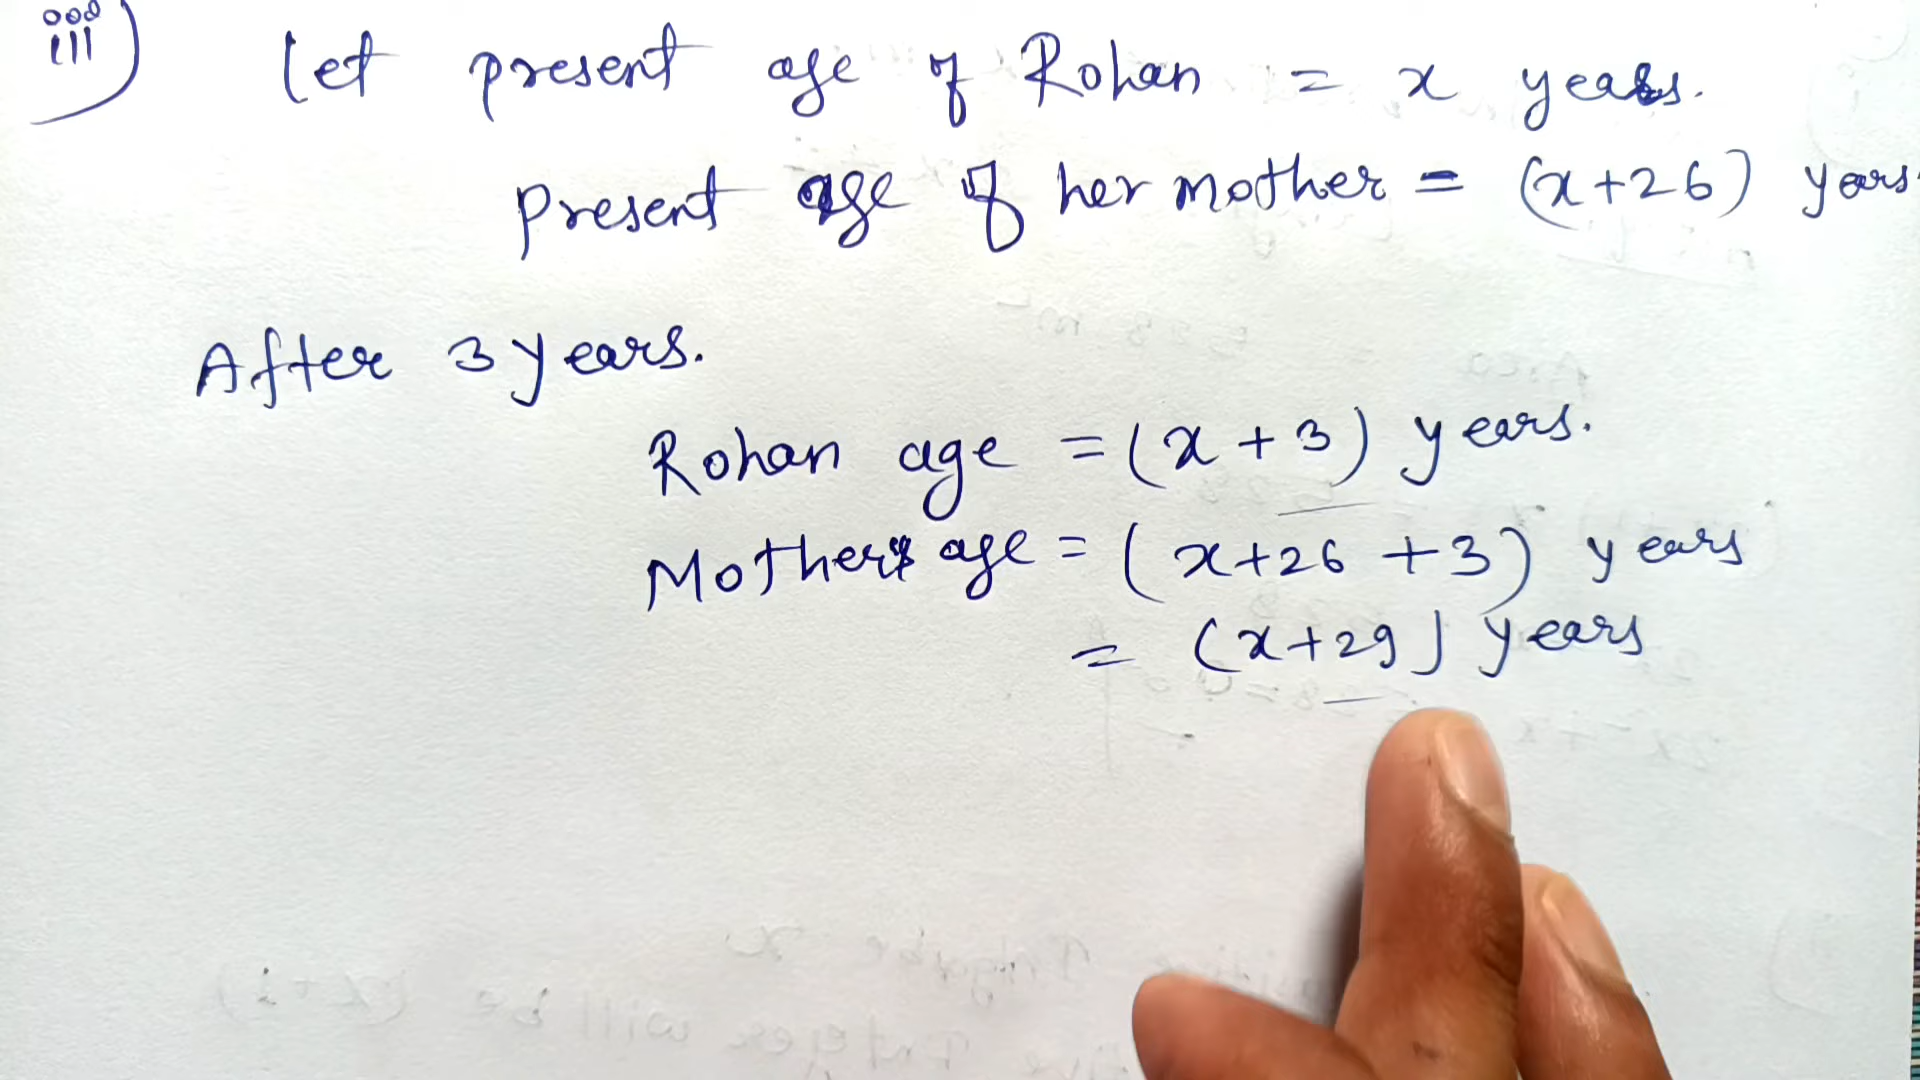 iii) Let present age of Rohan = x years.
Present age of her mother = (x+26) years.
After 3 years.
Rohan age = (x+3) years.
Mother's age = (x+26 +3) years
= (x+29) years